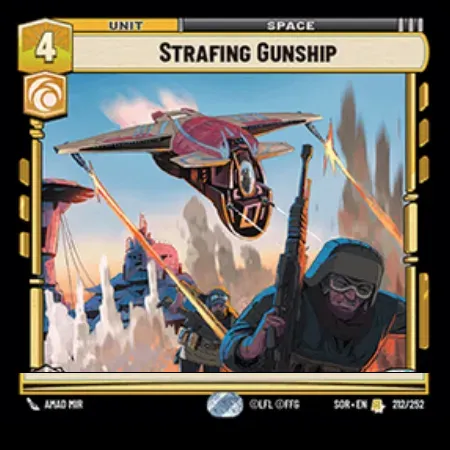 4
UNIT
SPACE
STRAFING GUNSHIP
AMAD MIR
©LFL ©FFG
SOR • EN
212/252